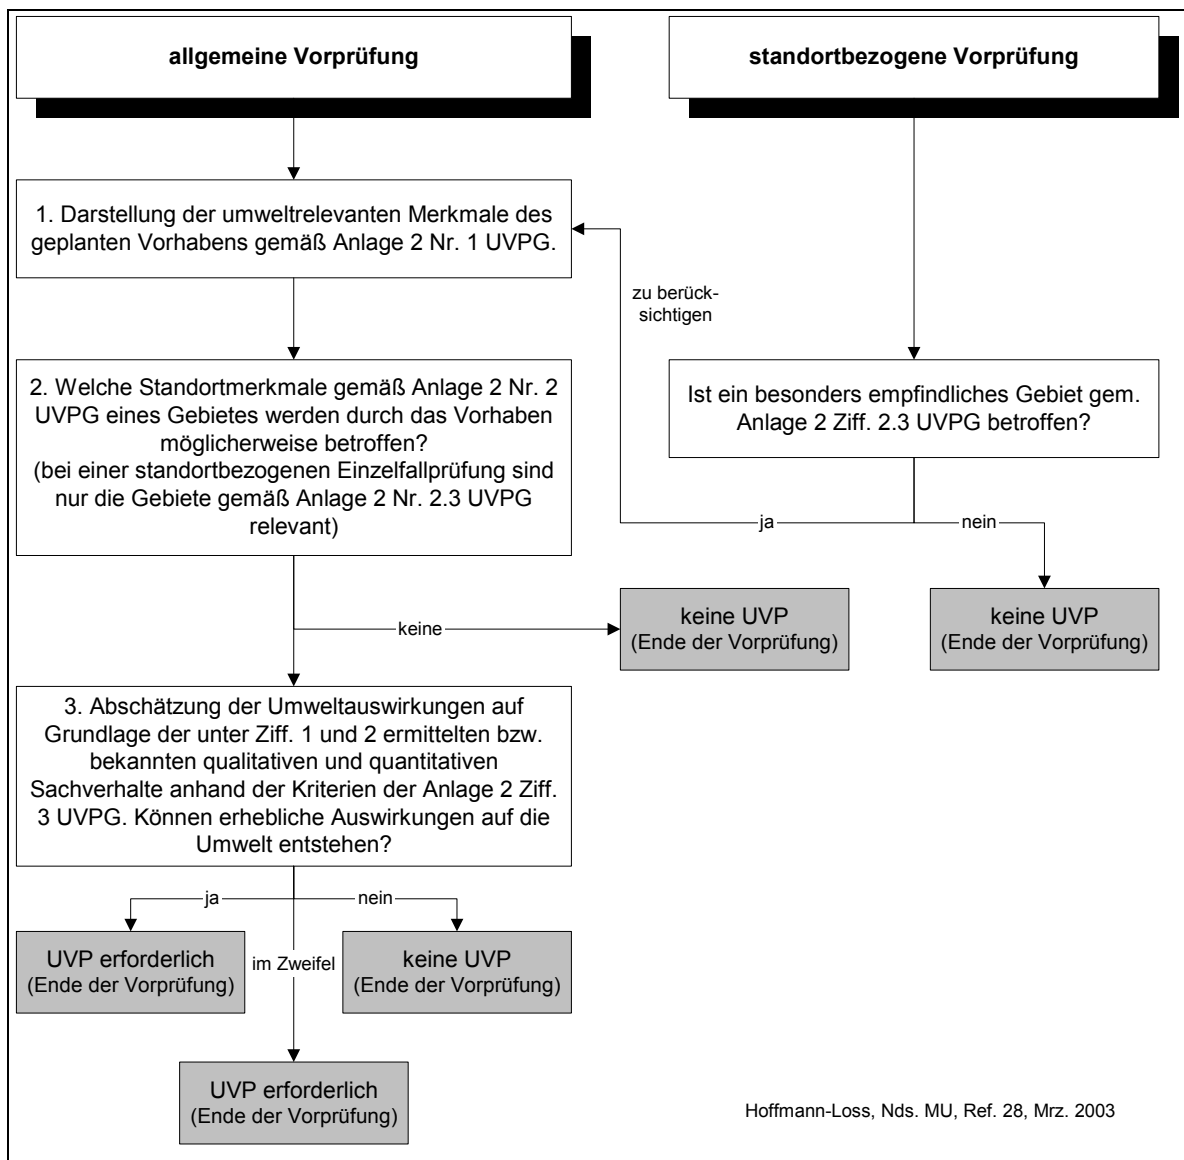 allgemeine Vorprüfung
standortbezogene Vorprüfung
1. Darstellung der umweltrelevanten Merkmale des
geplanten Vorhabens gemäß Anlage 2 Nr. 1 UVPG.
zu berück-
sichtigen
2. Welche Standortmerkmale gemäß Anlage 2 Nr. 2
UVPG eines Gebietes werden durch das Vorhaben
möglicherweise betroffen?
(bei einer standortbezogenen Einzelfallprüfung sind
nur die Gebiete gemäß Anlage 2 Nr. 2.3 UVPG
relevant)
Ist ein besonders empfindliches Gebiet gem.
Anlage 2 Ziff. 2.3 UVPG betroffen?
ja
nein
keine
keine UVP
(Ende der Vorprüfung)
keine UVP
(Ende der Vorprüfung)
3. Abschätzung der Umweltauswirkungen auf
Grundlage der unter Ziff. 1 und 2 ermittelten bzw.
bekannten qualitativen und quantitativen
Sachverhalte anhand der Kriterien der Anlage 2 Ziff.
3 UVPG. Können erhebliche Auswirkungen auf die
Umwelt entstehen?
ja
nein
UVP erforderlich
(Ende der Vorprüfung)
im Zweifel
keine UVP
(Ende der Vorprüfung)
UVP erforderlich
(Ende der Vorprüfung)
Hoffmann-Loss, Nds. MU, Ref. 28, Mrz. 2003